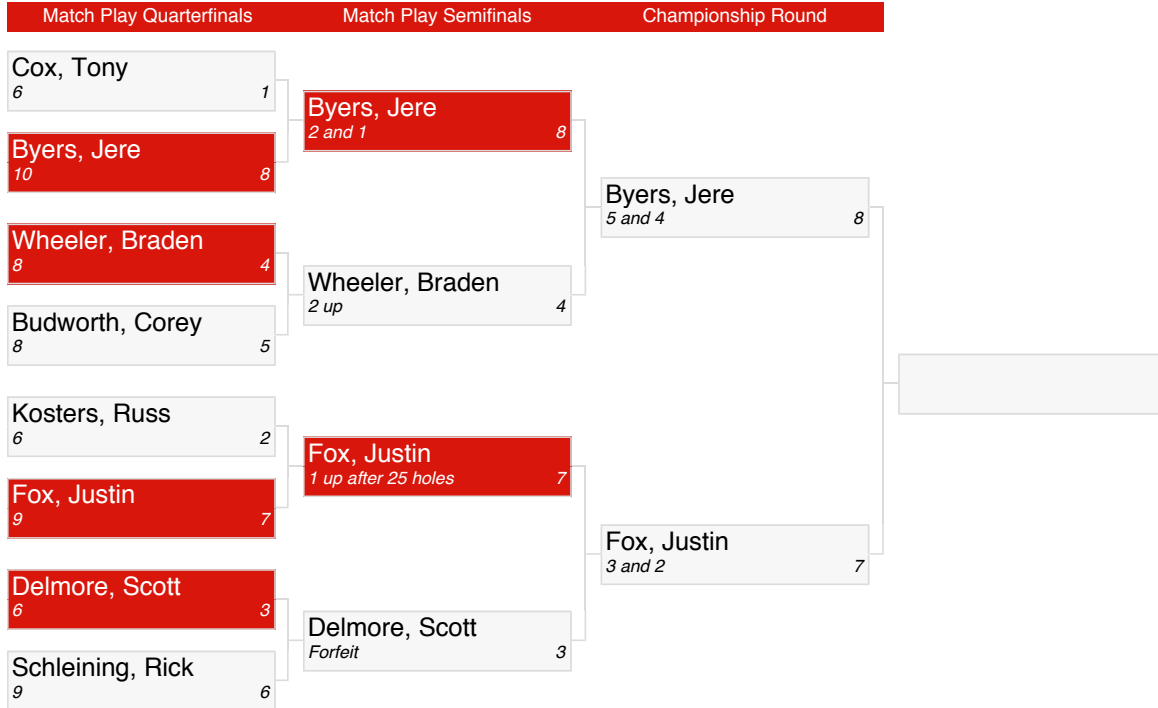 Match Play Quarterfinals Match Play Semifinals Championship Round
Cox, Tony
6 1
Byers, Jere
10 8
Wheeler, Braden
8 4
Budworth, Corey
8 5
Kosters, Russ
6 2
Fox, Justin
9 7
Delmore, Scott
6 3
Schleining, Rick
9 6
Byers, Jere
2 and 1 8
Wheeler, Braden
2 up 4
Fox, Justin
1 up after 25 holes 7
Delmore, Scott
Forfeit 3
Byers, Jere
5 and 4 8
Fox, Justin
3 and 2 7